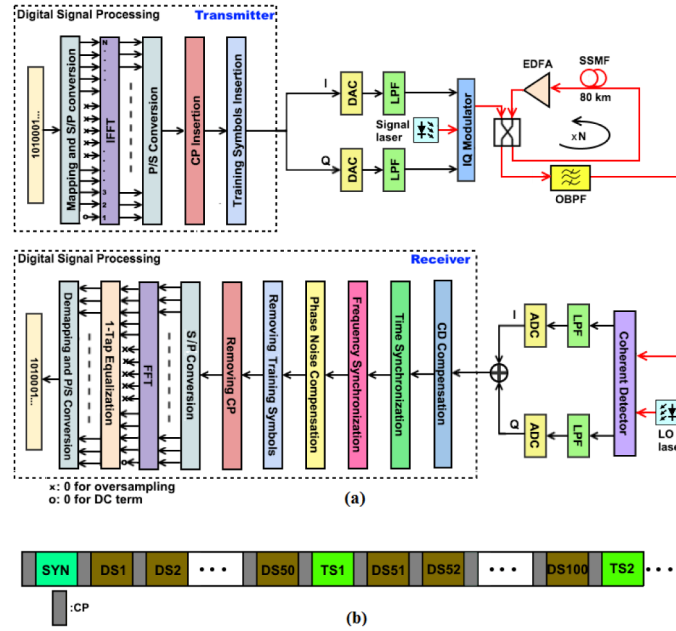 Digital Signal Processing
Transmitter
1010001...
Mapping and S/P conversion
N
IFFT
3
2
1
P/S Conversion
CP Insertion
Training Symbols Insertion
I
Q
DAC
LPF
DAC
LPF
Signal laser
IQ Modulator
EDFA
SSMF
80 km
xN
OBPF
Digital Signal Processing
Receiver
1010001...
Demapping and P/S Conversion
1-Tap Equalization
FFT
S/P Conversion
Removing CP
Removing Training Symbols
Phase Noise Compensation
Frequency Synchronization
Time Synchronization
CD Compensation
I
Q
ADC
LPF
ADC
LPF
Coherent Detector
LO laser
×: 0 for oversampling
o: 0 for DC term
(a)
SYN DS1 DS2 ... DS50 TS1 DS51 DS52 ... DS100 TS2 ...
:CP
(b)